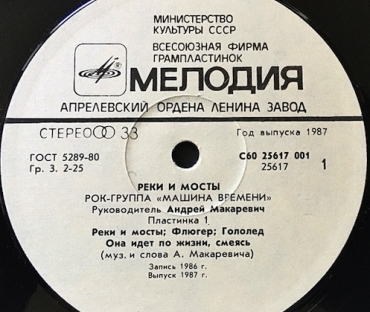 МИНИСТЕРСТВО
КУЛЬТУРЫ СССР
ВСЕСОЮЗНАЯ ФИРМА
ГРАМПЛАСТИНОК
МЕЛОДИЯ
АПРЕЛЕВСКИЙ ОРДЕНА ЛЕНИНА ЗАВОД
СТЕРЕО 33 Год выпуска 1987
ГОСТ 5289-80 С60 25617 001
Гр. 3. 2-25 25617 1
РЕКИ И МОСТЫ
РОК-ГРУППА «МАШИНА ВРЕМЕНИ»
Руководитель Андрей Макаревич
Пластинка 1
Реки и мосты; Флюгер; Гололед
Она идет по жизни, смеясь
(муз. и слова А. Макаревича)
Запись 1986 г.
Выпуск 1987 г.